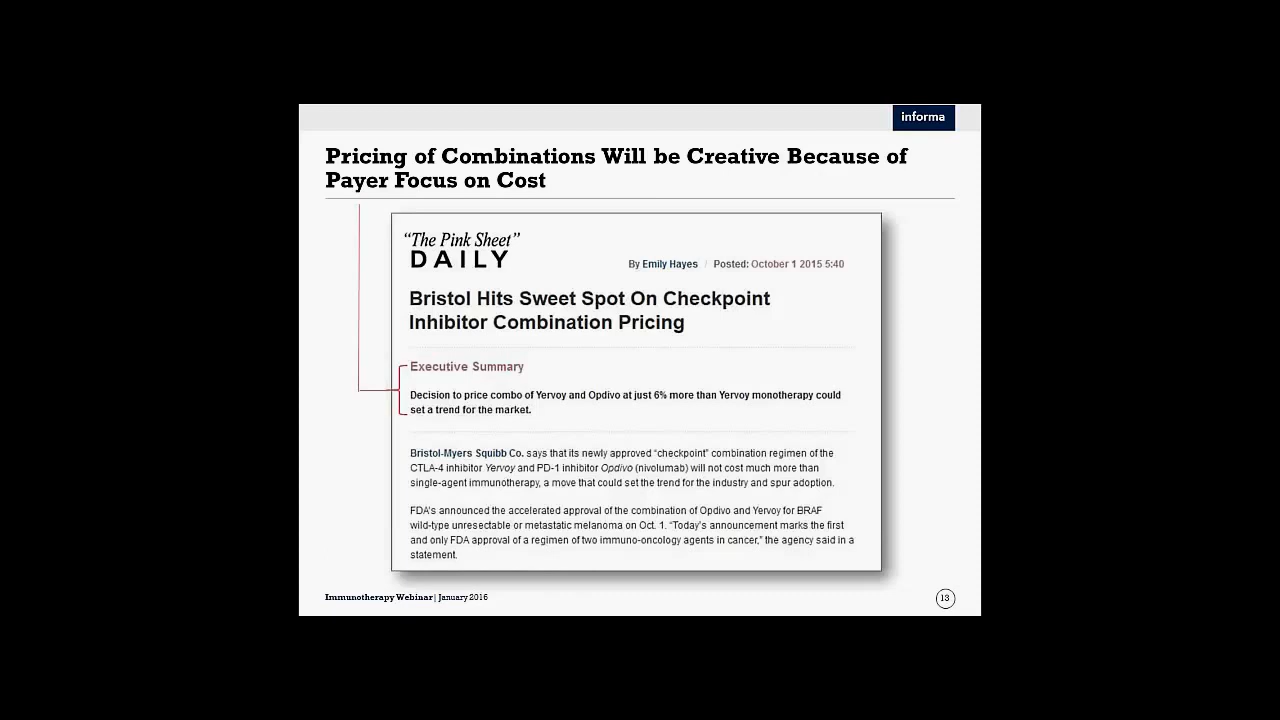 informa
Pricing of Combinations Will be Creative Because of
Payer Focus on Cost
“The Pink Sheet”
DAILY
By Emily Hayes / Posted: October 1 2015 5:40
Bristol Hits Sweet Spot On Checkpoint
Inhibitor Combination Pricing
Executive Summary
Decision to price combo of Yervoy and Opdivo at just 6% more than Yervoy monotherapy could
set a trend for the market.
Bristol-Myers Squibb Co. says that its newly approved “checkpoint” combination regimen of the
CTLA-4 inhibitor Yervoy and PD-1 inhibitor Opdivo (nivolumab) will not cost much more than
single-agent immunotherapy, a move that could set the trend for the industry and spur adoption.
FDA's announced the accelerated approval of the combination of Opdivo and Yervoy for BRAF
wild-type unresectable or metastatic melanoma on Oct. 1. “Today's announcement marks the first
and only FDA approval of a regimen of two immuno-oncology agents in cancer,” the agency said in a
statement.
Immunotherapy Webinar | January 2016
13